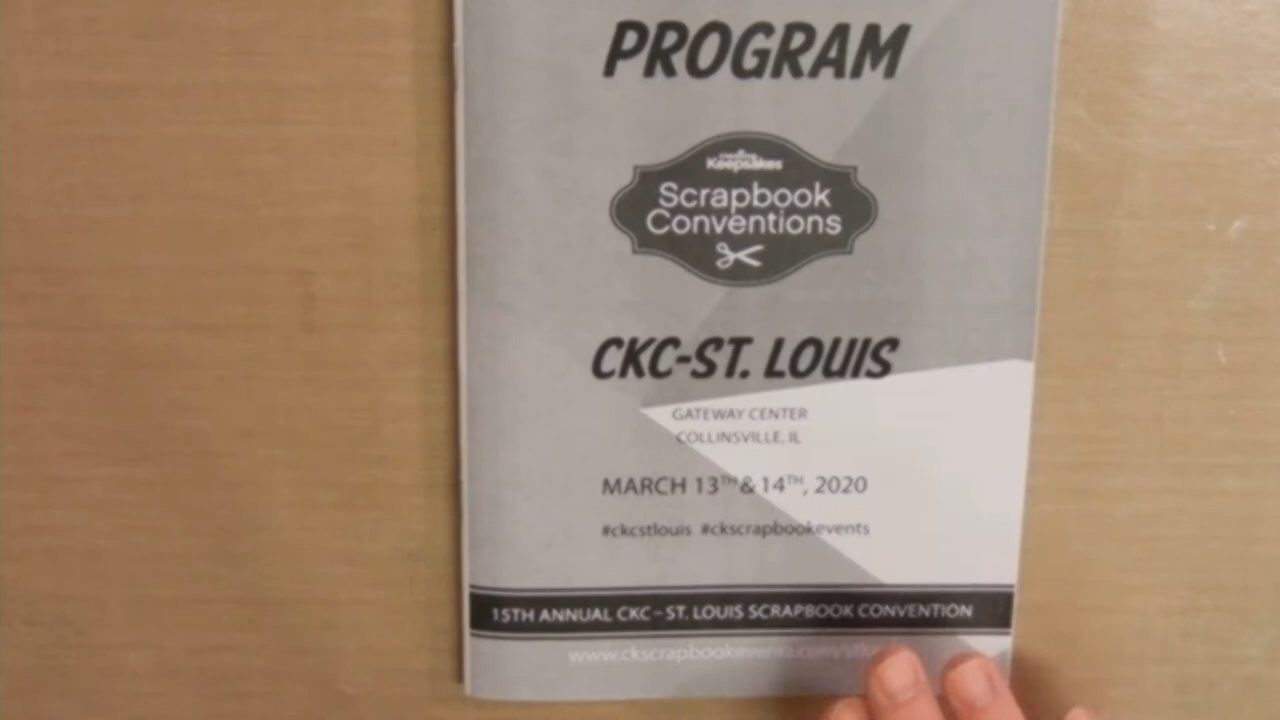 PROGRAM
Creating
Keepsakes
Scrapbook
Conventions
CKC-ST. LOUIS
GATEWAY CENTER
COLLINSVILLE, IL
MARCH 13TH & 14TH, 2020
#ckcstlouis #ckscrapbookevents
15TH ANNUAL CKC – ST. LOUIS SCRAPBOOK CONVENTION